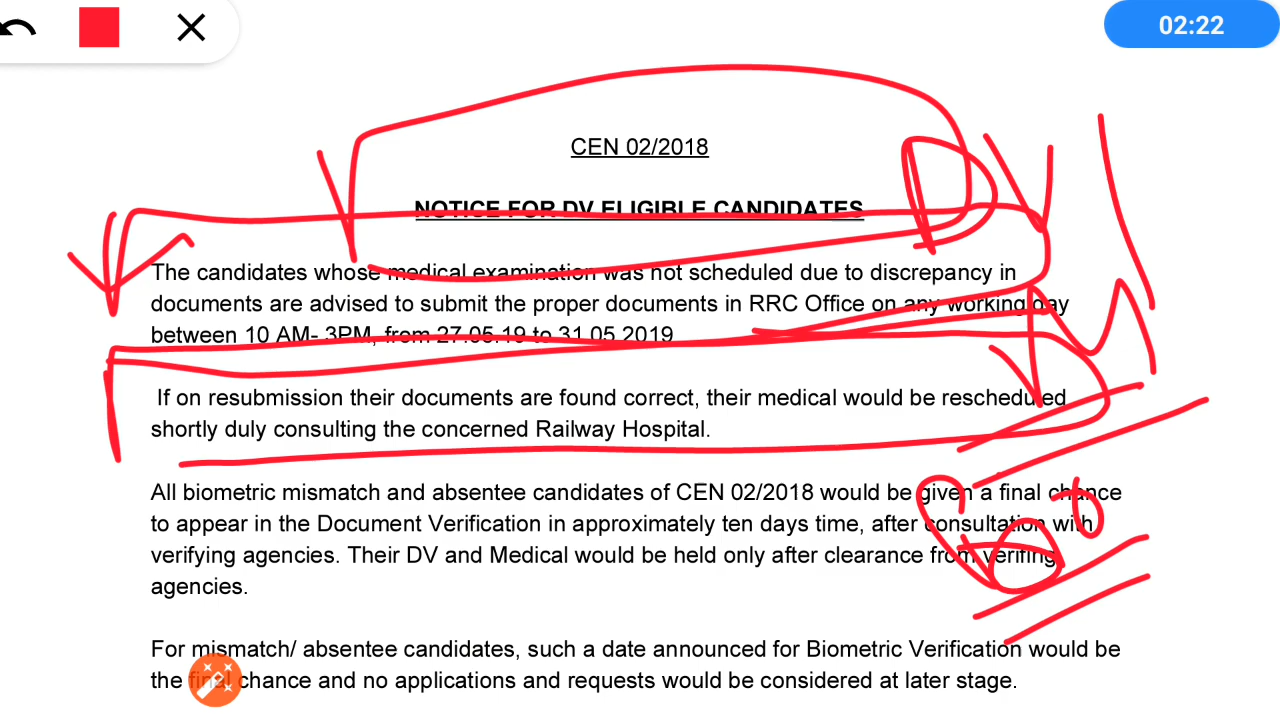 02:22
CEN 02/2018
NOTICE FOR DV ELIGIBLE CANDIDATES
DV
The candidates whose medical examination was not scheduled due to discrepancy in
documents are advised to submit the proper documents in RRC Office on any working day
between 10 AM- 3PM, from 27.05.19 to 31.05 2019
If on resubmission their documents are found correct, their medical would be rescheduled
shortly duly consulting the concerned Railway Hospital.
All biometric mismatch and absentee candidates of CEN 02/2018 would be given a final chance
to appear in the Document Verification in approximately ten days time, after consultation with
verifying agencies. Their DV and Medical would be held only after clearance from verifing
agencies.
For mismatch/ absentee candidates, such a date announced for Biometric Verification would be
the final chance and no applications and requests would be considered at later stage.